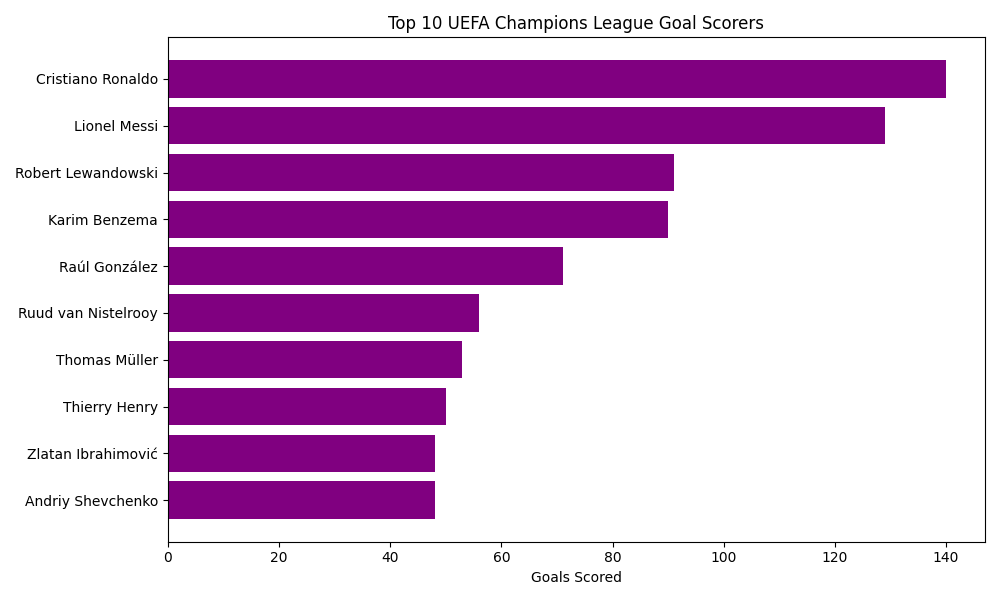 Top 10 UEFA Champions League Goal Scorers
Cristiano Ronaldo
Lionel Messi
Robert Lewandowski
Karim Benzema
Raúl González
Ruud van Nistelrooy
Thomas Müller
Thierry Henry
Zlatan Ibrahimović
Andriy Shevchenko
0 20 40 60 80 100 120 140
Goals Scored